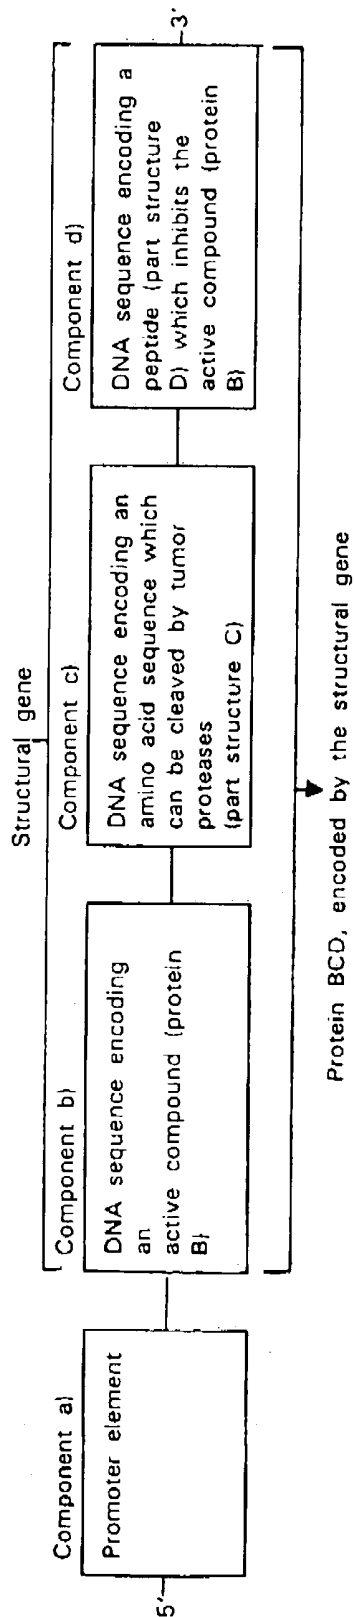 Structural gene
Component a)
Component b)
Component c)
Component d)
5'
Promoter element
DNA sequence encoding
an
active compound (protein
B)
DNA sequence encoding an
amino acid sequence which
can be cleaved by tumor
proteases
(part structure C)
DNA sequence encoding a
peptide (part structure
D) which inhibits the
active compound (protein
B)
3'
Protein BCD, encoded by the structural gene